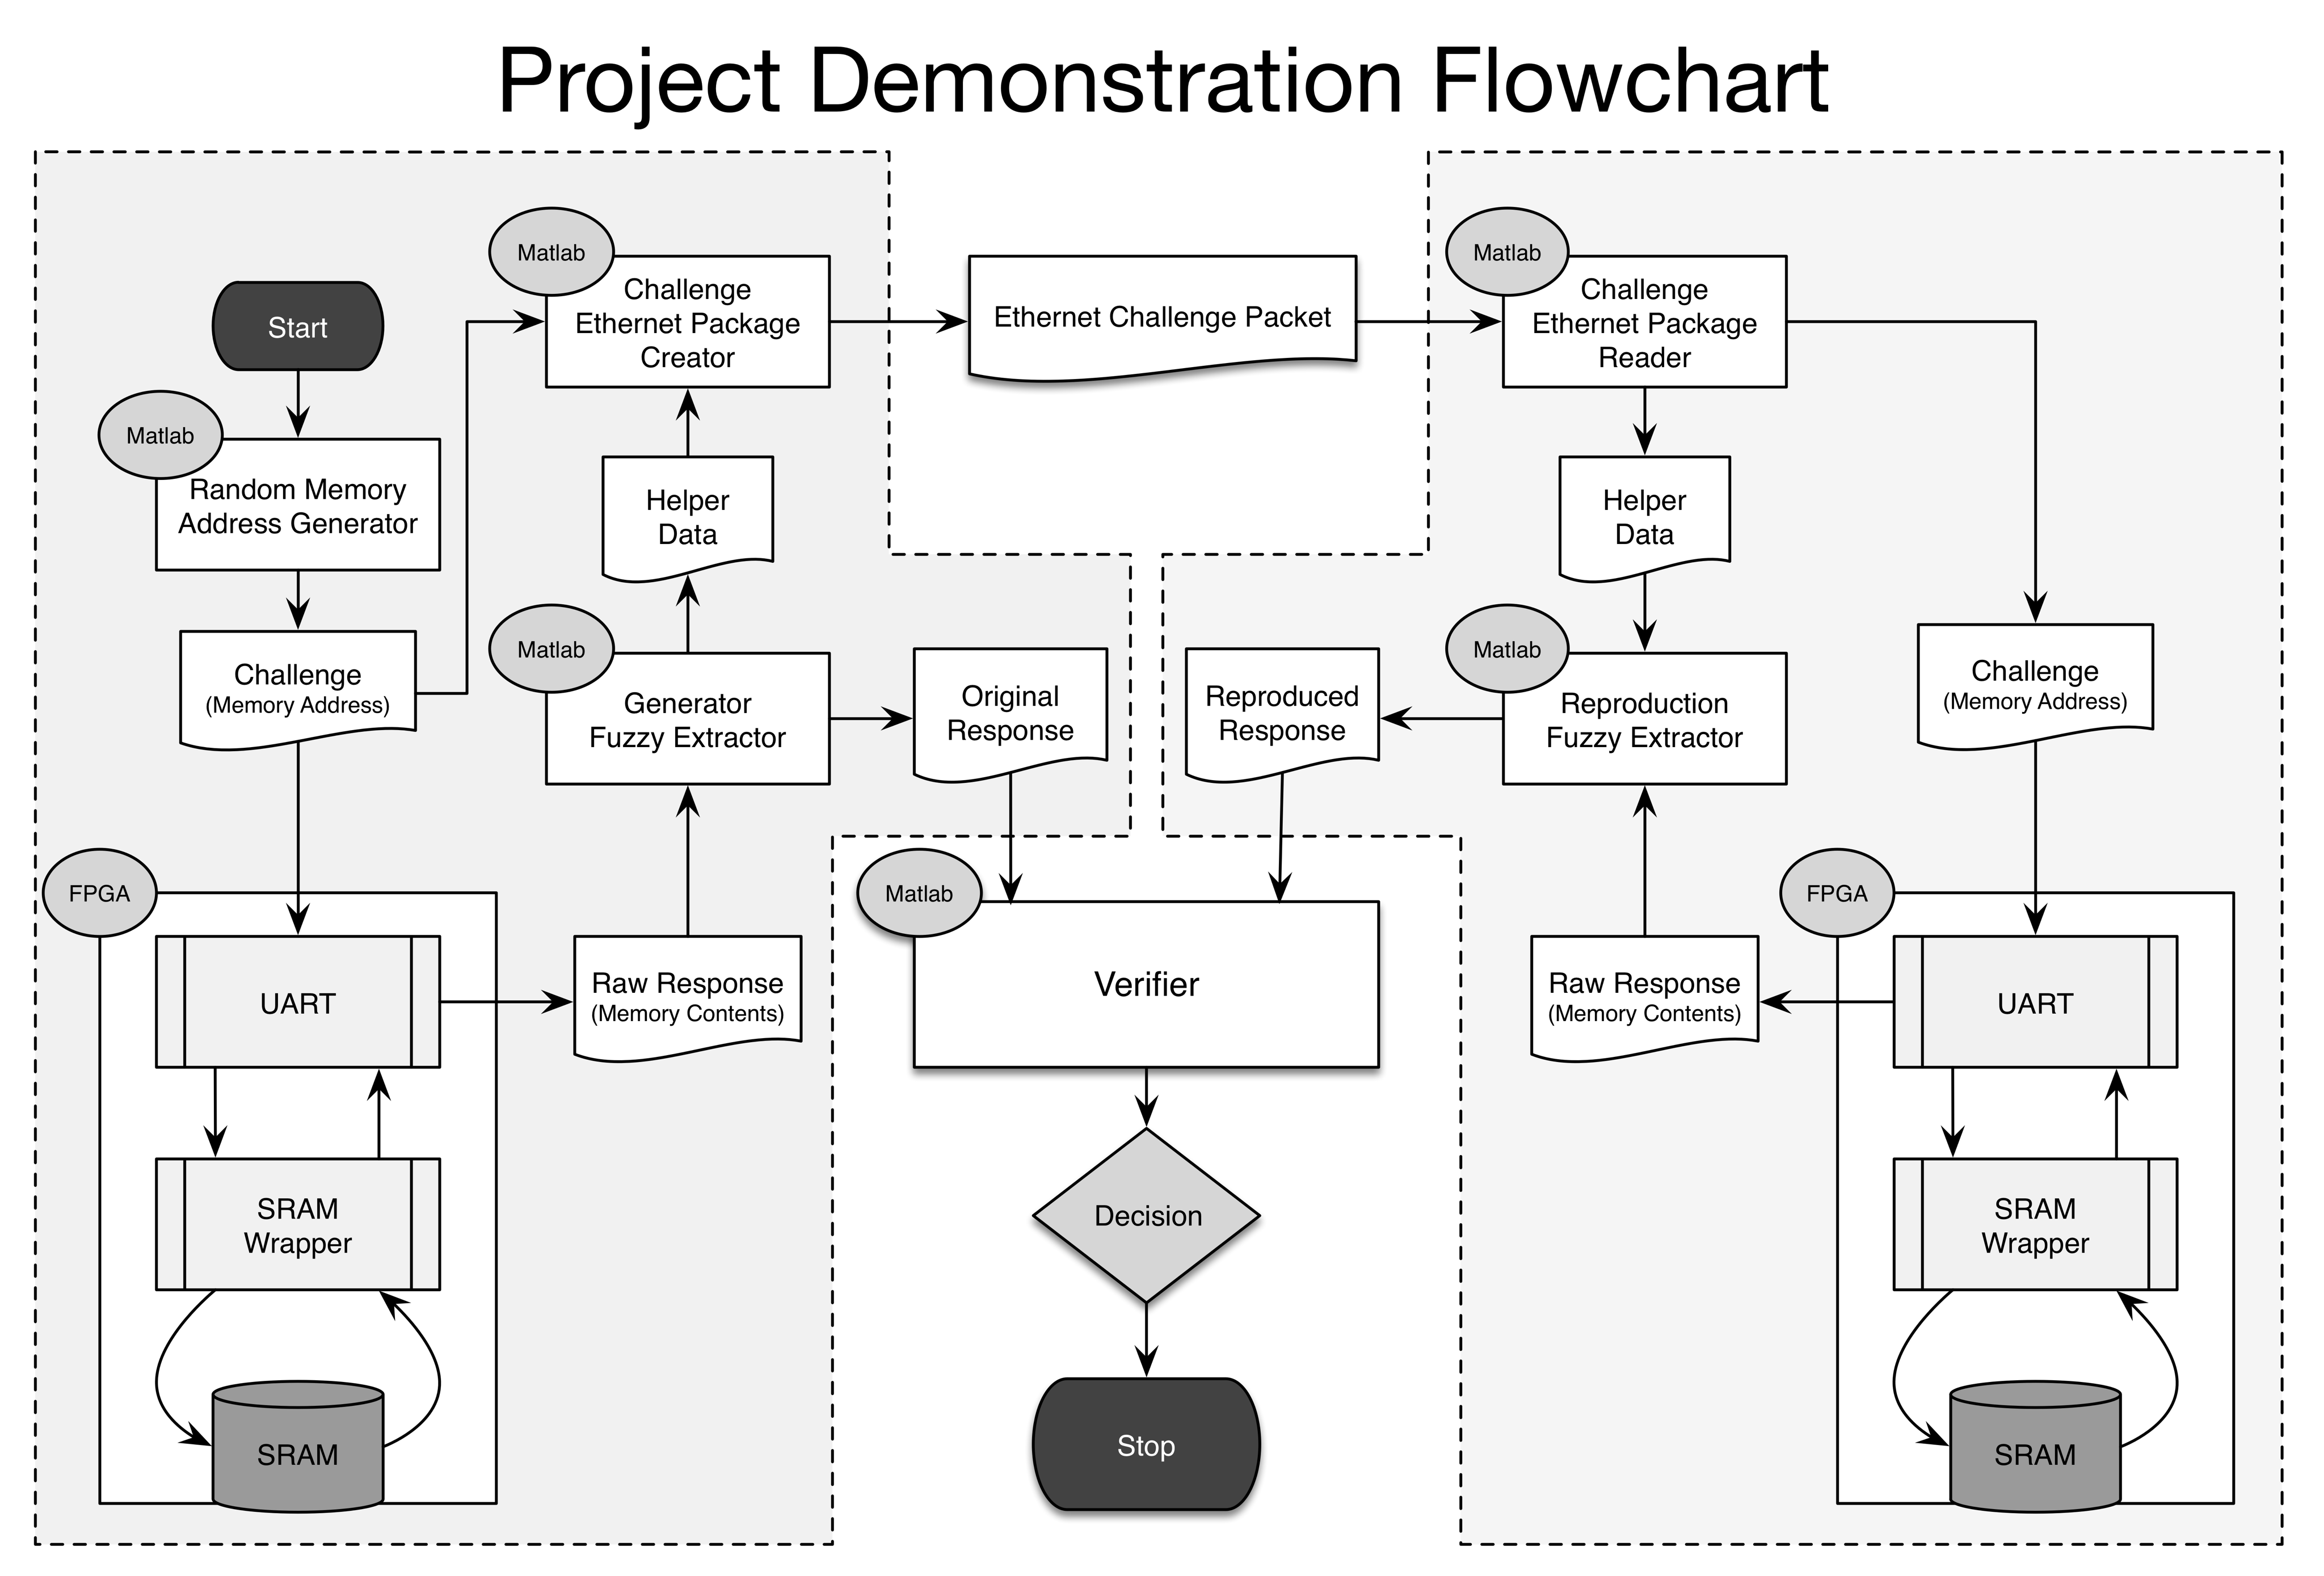 Project Demonstration Flowchart
Matlab
Challenge
Ethernet Package
Creator
Ethernet Challenge Packet
Matlab
Challenge
Ethernet Package
Reader
Start
Matlab
Random Memory
Address Generator
Helper
Data
Helper
Data
Challenge
(Memory Address)
Matlab
Generator
Fuzzy Extractor
Original
Response
Reproduced
Response
Matlab
Reproduction
Fuzzy Extractor
Challenge
(Memory Address)
FPGA
UART
Raw Response
(Memory Contents)
Matlab
Verifier
Raw Response
(Memory Contents)
FPGA
UART
SRAM
Wrapper
Decision
SRAM
Wrapper
SRAM
Stop
SRAM